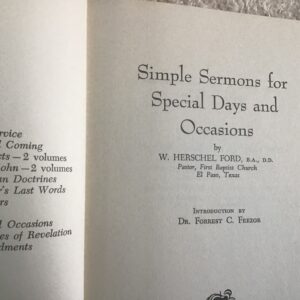 rvice
l Coming
cts—2 volumes
ohn—2 volumes
n Doctrines
's Last Words
rs
l Occasions
es of Revelation
dments
Simple Sermons for
Special Days and
Occasions
by
W. HERSCHEL FORD, B.A., D.D.
Pastor, First Baptist Church
El Paso, Texas
INTRODUCTION BY
DR. FORREST C. FEEZOR